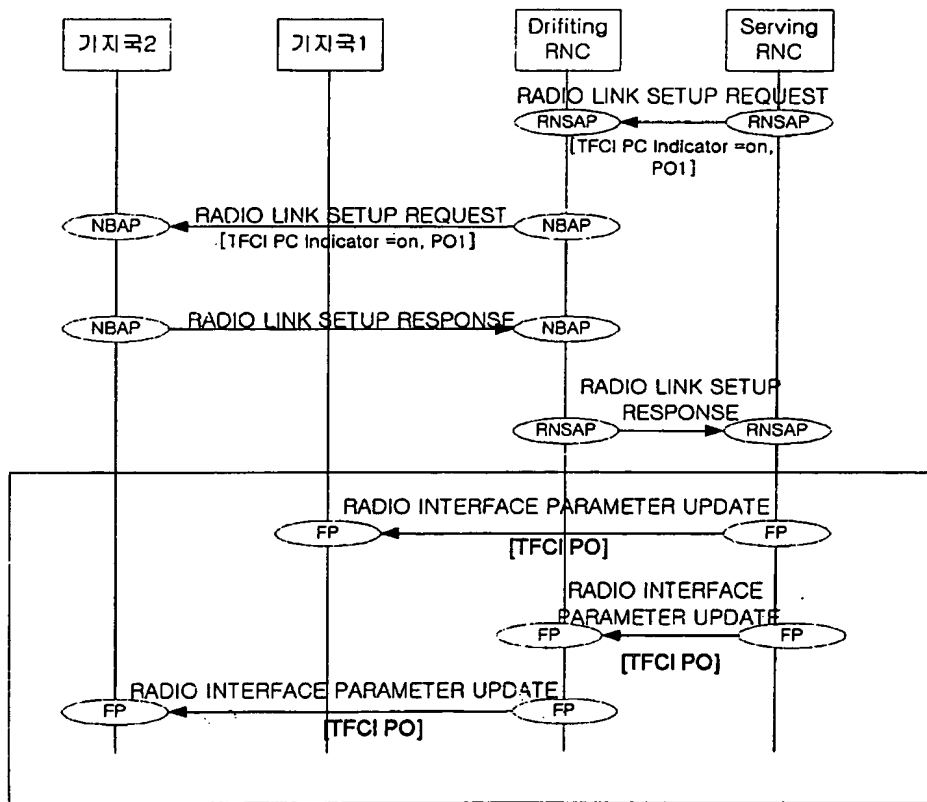 기지국2
기지국1
Drifiting
RNC
Serving
RNC
RADIO LINK SETUP REQUEST
RNSAP
RNSAP
[TFCI PC Indicator =on,
PO1]
RADIO LINK SETUP REQUEST
NBAP
NBAP
[TFCI PC Indicator =on, PO1]
NBAP
RADIO LINK SETUP RESPONSE
NBAP
RADIO LINK SETUP
RESPONSE
RNSAP
RNSAP
RADIO INTERFACE PARAMETER UPDATE
FP
FP
[TFCI PO]
RADIO INTERFACE
PARAMETER UPDATE
FP
FP
[TFCI PO]
RADIO INTERFACE PARAMETER UPDATE
FP
FP
[TFCI PO]